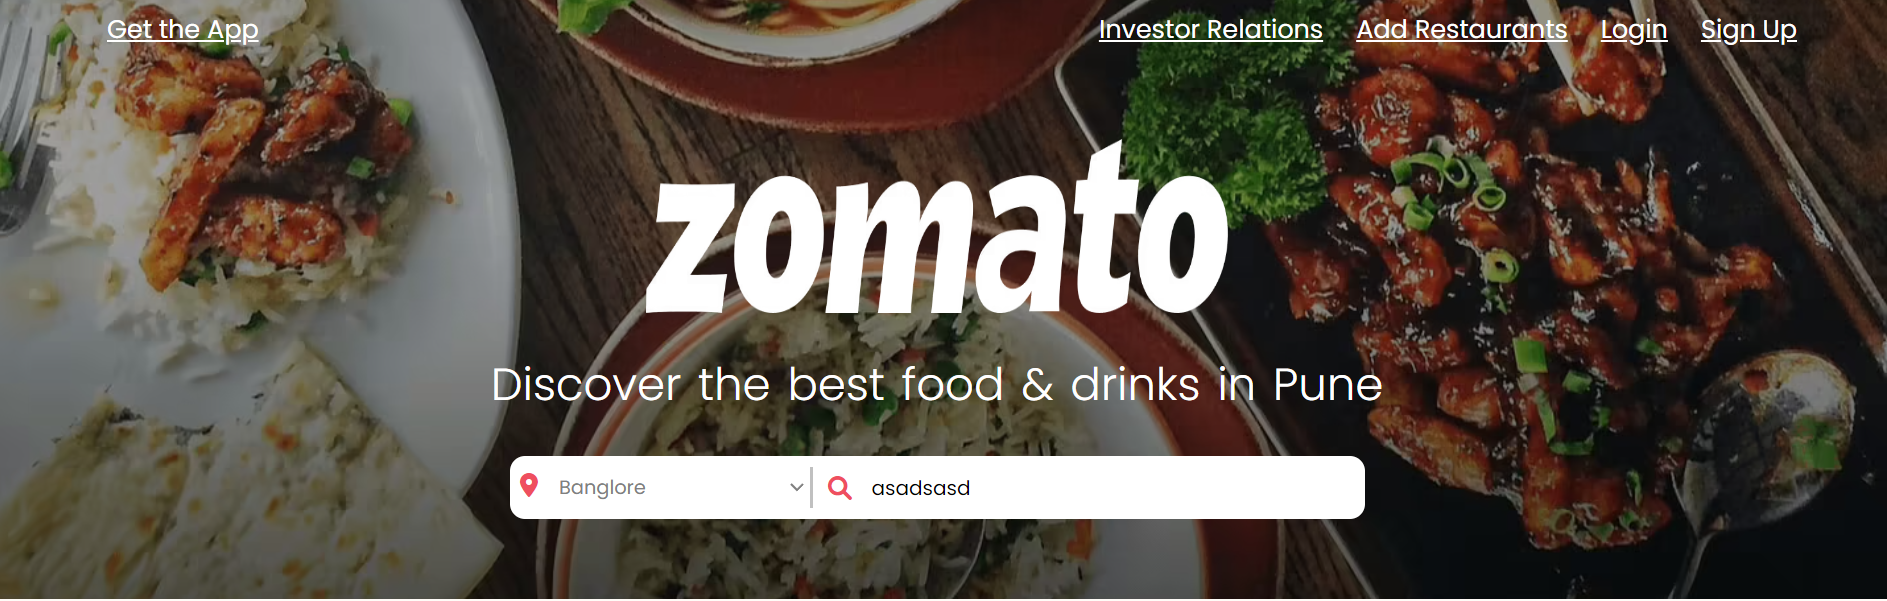 Get the App Investor Relations Add Restaurants Login Sign Up
zomato
Discover the best food & drinks in Pune
Banglore asadsasd